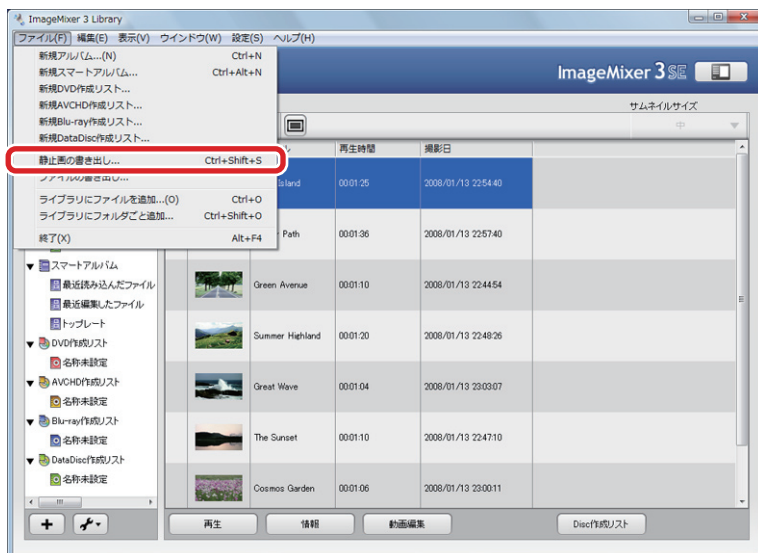 ImageMixer 3 Library
ファイル(F) 編集(E) 表示(V) ウインドウ(W) 設定(S) ヘルプ(H)
新規アルバム...(N) Ctrl+N
新規スマートアルバム... Ctrl+Alt+N
新規DVD作成リスト...
新規AVCHD作成リスト...
新規Blu-ray作成リスト...
新規DataDisc作成リスト...
静止画の書き出し... Ctrl+Shift+S
ファイルの書き出し...
ライブラリにファイルを追加...(O) Ctrl+O
ライブラリにフォルダごと追加... Ctrl+Shift+O
終了(X) Alt+F4
ImageMixer 3 SE
サムネイルサイズ
中
再生時間 撮影日
Island 00:01:25 2008/01/13 22:54:40
Path 00:01:36 2008/01/13 22:57:40
Green Avenue 00:01:10 2008/01/13 22:44:54
Summer Highland 00:01:20 2008/01/13 22:48:26
Great Wave 00:01:04 2008/01/13 23:03:07
The Sunset 00:01:10 2008/01/13 22:47:10
Cosmos Garden 00:01:06 2008/01/13 23:00:11
スマートアルバム
最近読み込んだファイル
最近編集したファイル
トップレート
DVD作成リスト
名称未設定
AVCHD作成リスト
名称未設定
Blu-ray作成リスト
名称未設定
DataDisc作成リスト
名称未設定
再生 情報 動画編集 Disc作成リスト